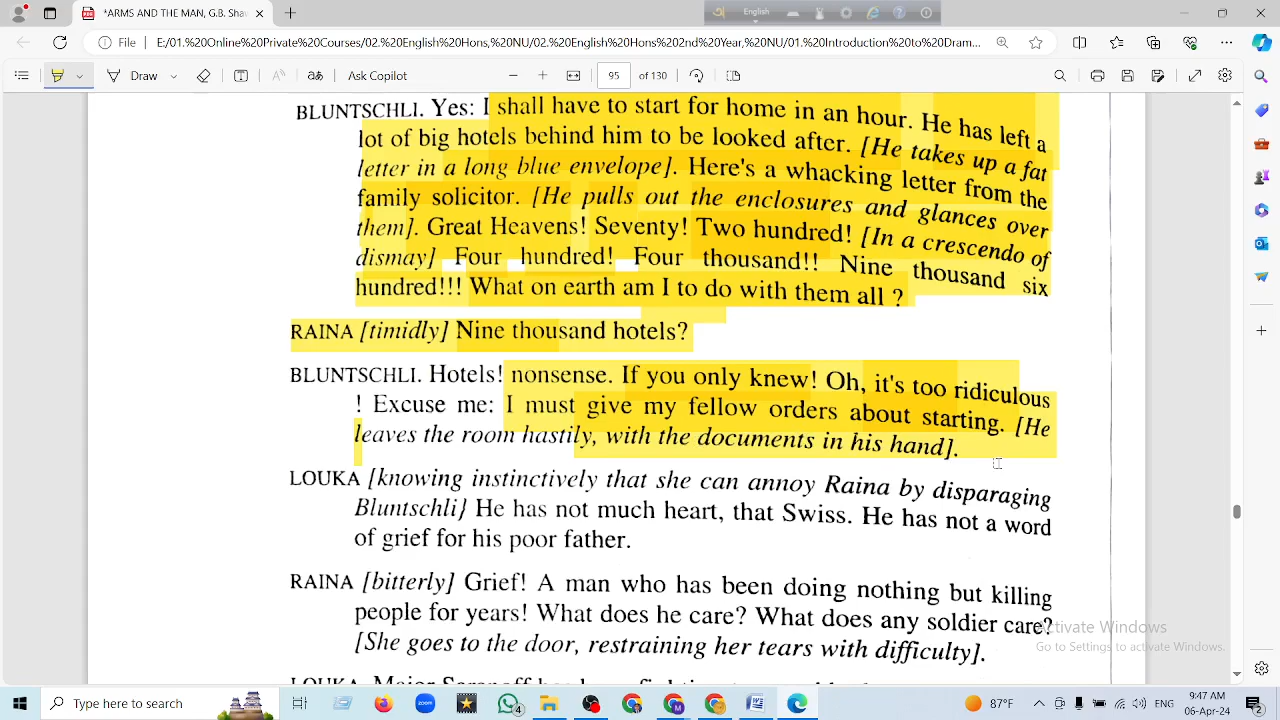 English
*ARMS AND THE MAN, G.B. Sha
File
E:/01.%20Online%20Private%20Courses/02.%20English%20Hons,%20NU/02.%20English%20Hons,%202nd%20Year,%20NU/01.%20Introduction%20to%20Dram...
Draw
Ask Copilot
95
of 130
BLUNTSCHLI. Yes: I shall have to start for home in an hour. He has left a
lot of big hotels behind him to be looked after. [He takes up a fat
letter in a long blue envelope]. Here's a whacking letter from the
family solicitor. [He pulls out the enclosures and glances over
them]. Great Heavens! Seventy! Two hundred! [In a crescendo of
dismay] Four hundred! Four thousand!! Nine thousand six
hundred!!! What on earth am I to do with them all ?
RAINA [timidly] Nine thousand hotels?
BLUNTSCHLI. Hotels! nonsense. If you only knew! Oh, it's too ridiculous
! Excuse me: I must give my fellow orders about starting. [He
leaves the room hastily, with the documents in his hand].
LOUKA [knowing instinctively that she can annoy Raina by disparaging
Bluntschli} He has not much heart, that Swiss. He has not a word
of grief for his poor father.
RAINA [bitterly] Grief! A man who has been doing nothing but killing
people for years! What does he care? What does any soldier care?
[She goes to the door, restraining her tears with difficulty].
Activate Windows
Go to Settings to activate Windows.
Type here to search
zoom
4
W
87°F
9:47 AM
06-Apr-24
2